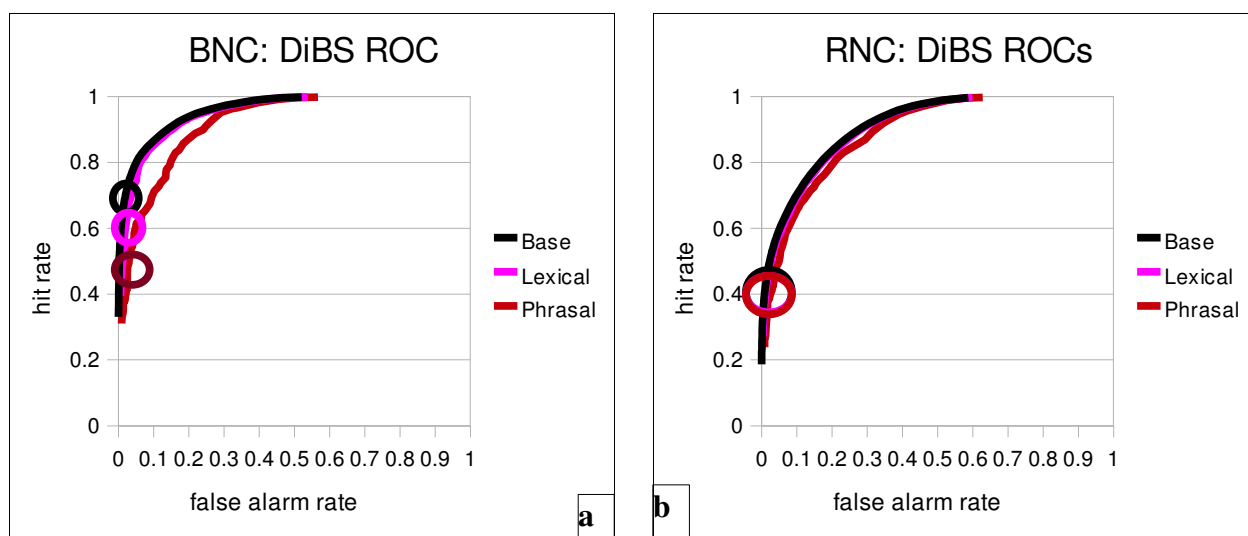 BNC: DiBS ROC
1
0.8
0.6
0.4
0.2
0
hit rate
0 0.1 0.2 0.3 0.4 0.5 0.6 0.7 0.8 0.9 1
false alarm rate
Base
Lexical
Phrasal
a
RNC: DiBS ROCs
1
0.8
0.6
0.4
0.2
0
hit rate
0 0.1 0.2 0.3 0.4 0.5 0.6 0.7 0.8 0.9 1
false alarm rate
Base
Lexical
Phrasal
b